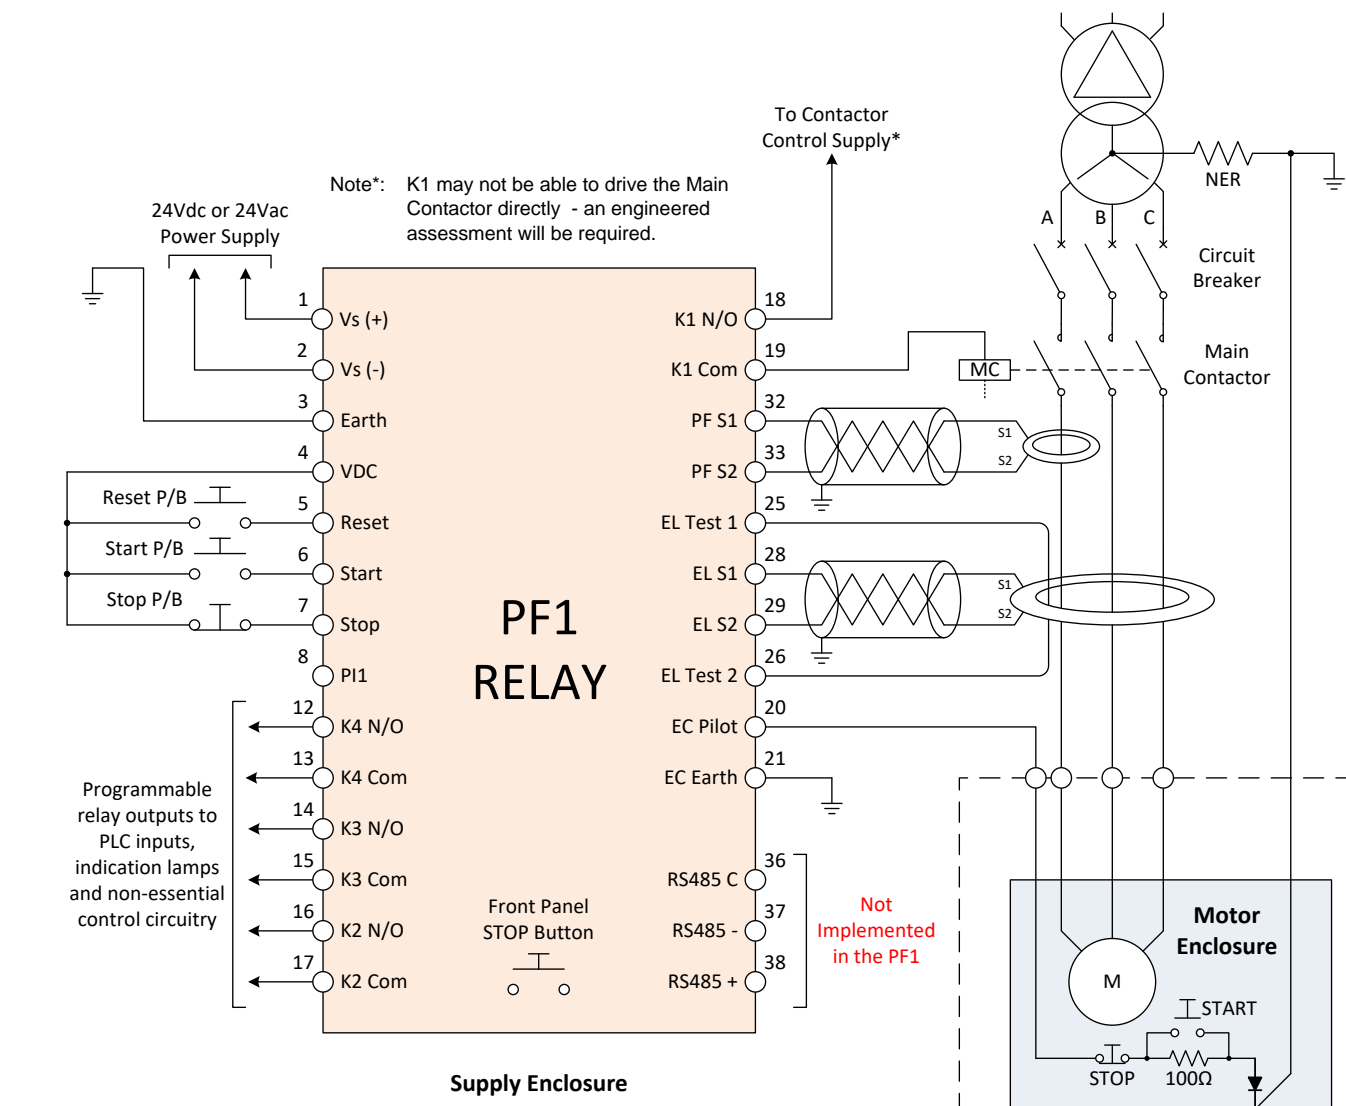 To Contactor
Control Supply*
Note*: K1 may not be able to drive the Main
Contactor directly - an engineered
assessment will be required.
24Vdc or 24Vac
Power Supply
NER
A
B
C
Circuit
Breaker
Main
Contactor
1
Vs (+)
2
Vs (-)
3
Earth
4
VDC
Reset P/B
5
Reset
Start P/B
6
Start
Stop P/B
7
Stop
8
PI1
12
K4 N/O
13
K4 Com
14
K3 N/O
15
K3 Com
16
K2 N/O
17
K2 Com
Programmable
relay outputs to
PLC inputs,
indication lamps
and non-essential
control circuitry
PF1
RELAY
Front Panel
STOP Button
18
K1 N/O
19
K1 Com
MC
32
PF S1
S1
33
PF S2
S2
25
EL Test 1
28
EL S1
S1
29
EL S2
S2
26
EL Test 2
20
EC Pilot
21
EC Earth
36
RS485 C
37
RS485 -
38
RS485 +
Not
Implemented
in the PF1
Motor
Enclosure
M
START
STOP
100Ω
Supply Enclosure